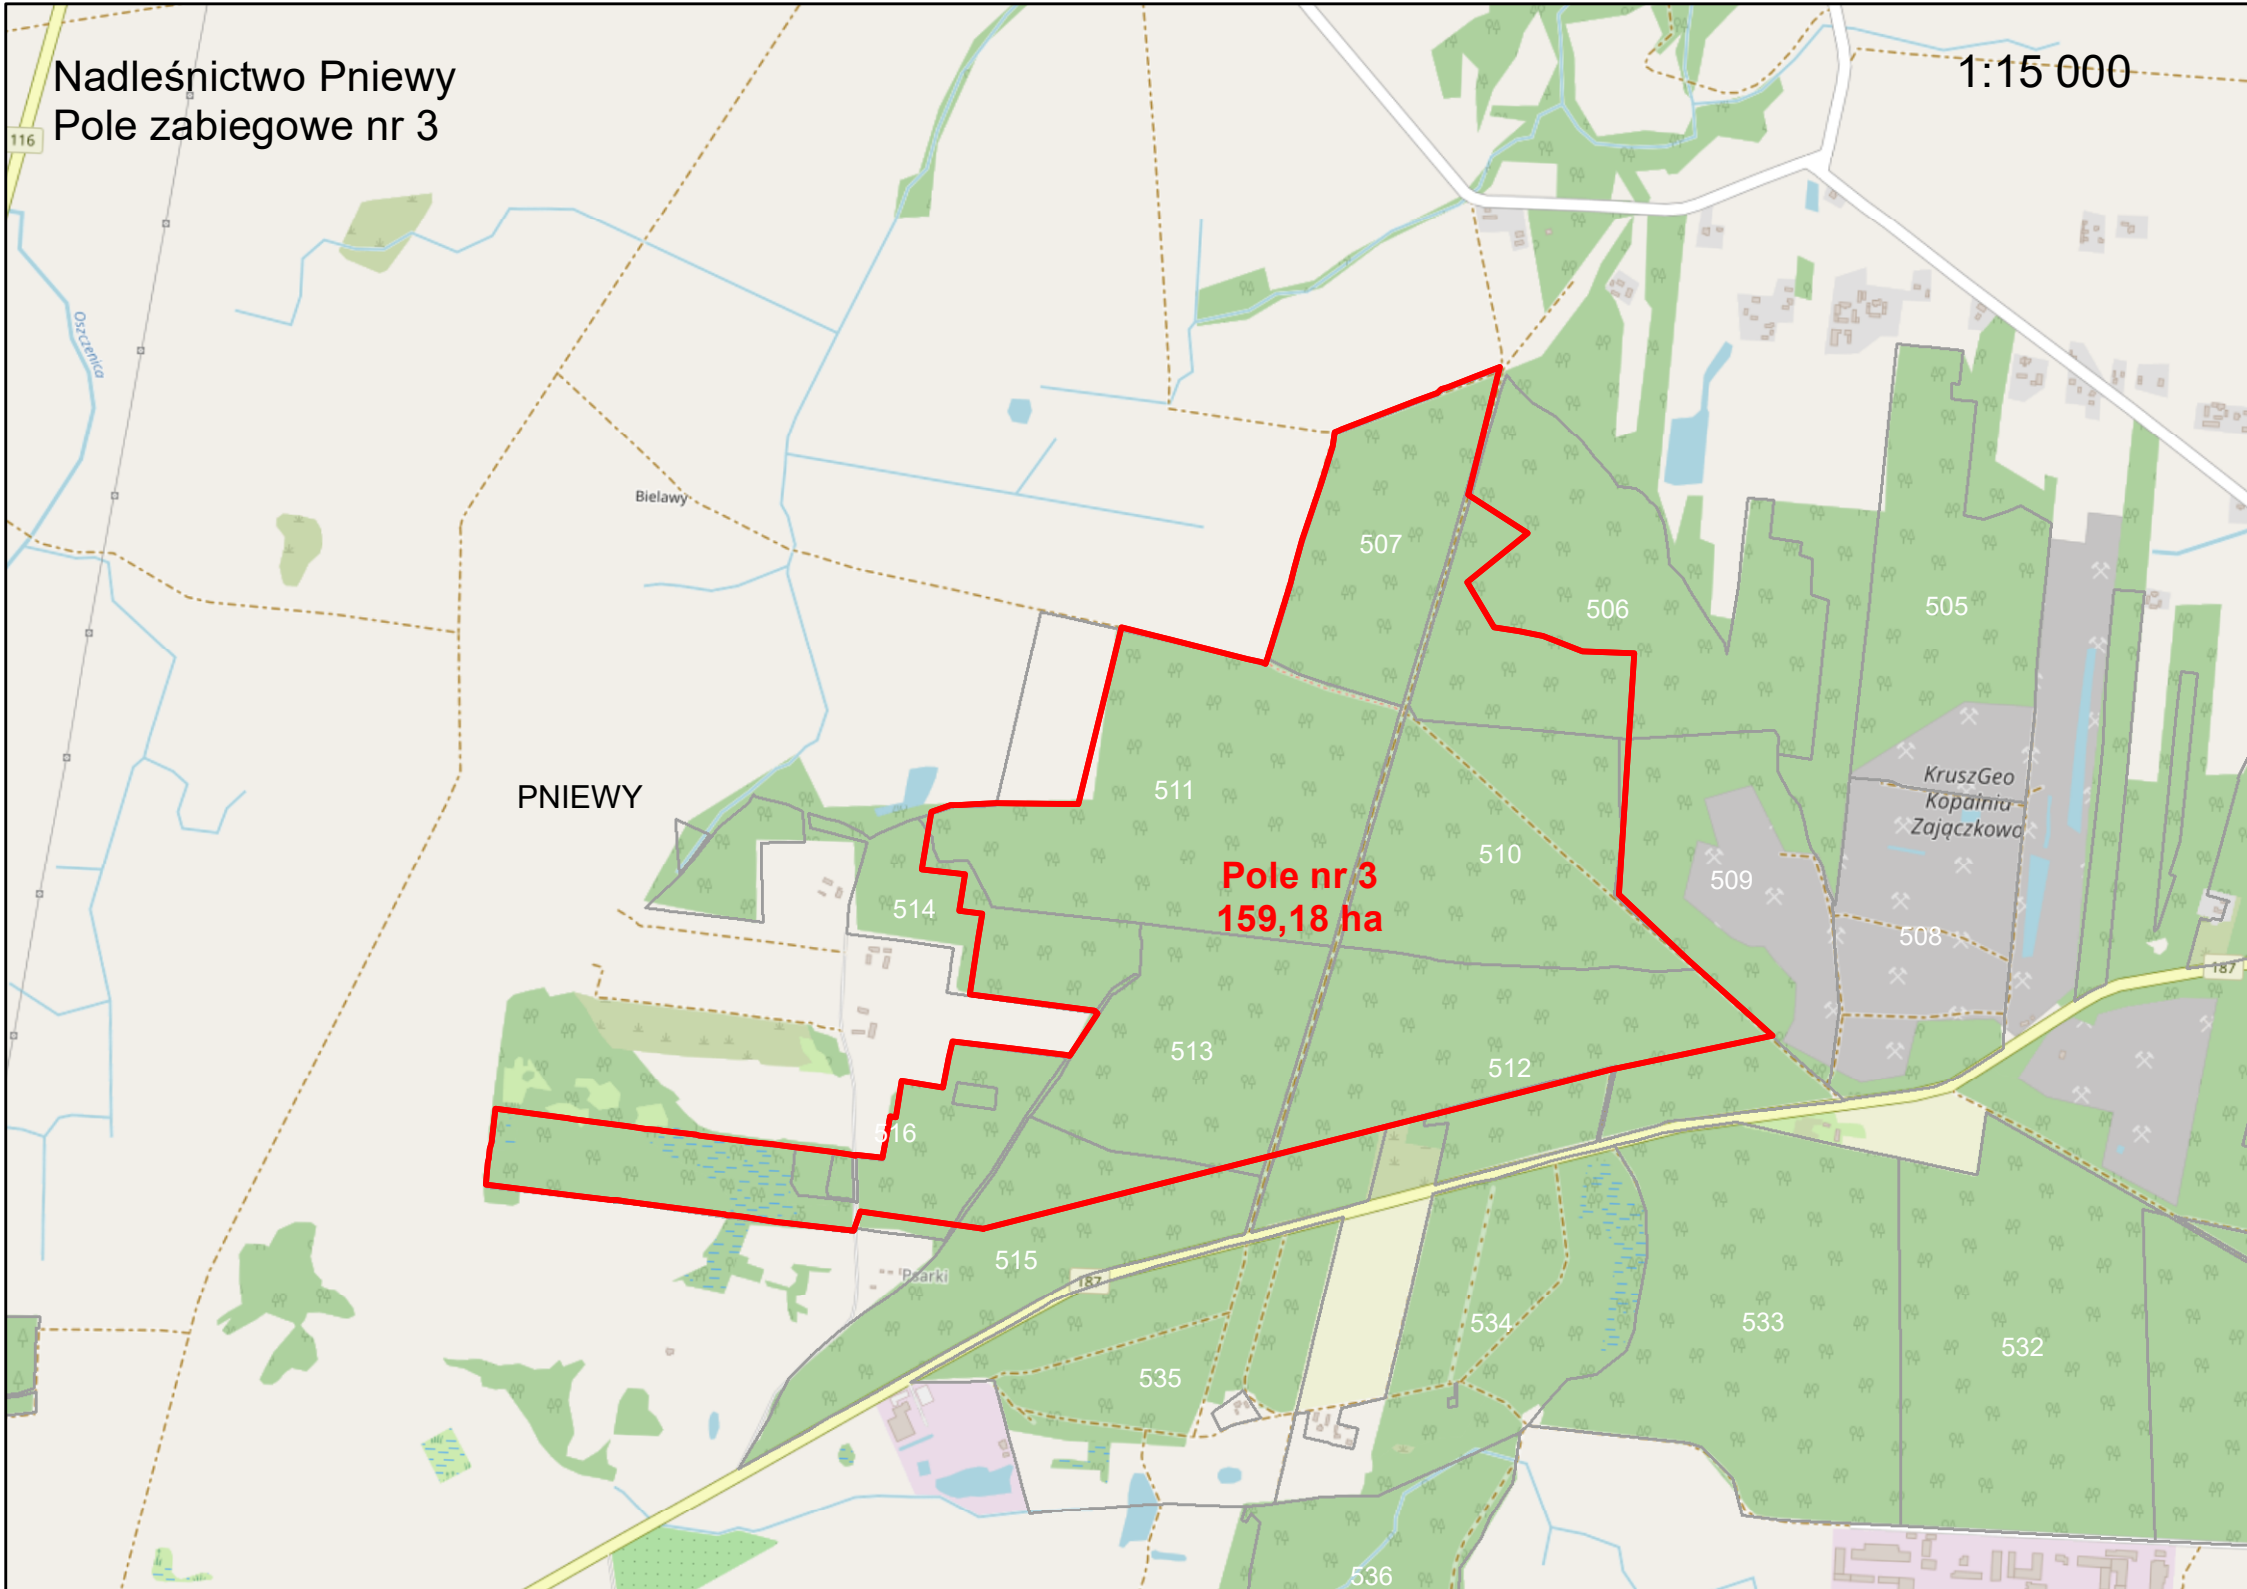 Nadleśnictwo Pniewy
Pole zabiegowe nr 3
1:15 000
116
Oszczenica
Bielawy
507
506
505
PNIEWY
511
KruszGeo
Kopalnia
Zajączkowo
510
509
Pole nr 3
159,18 ha
514
508
187
513
512
516
515
Psarki
187
534
533
532
535
536